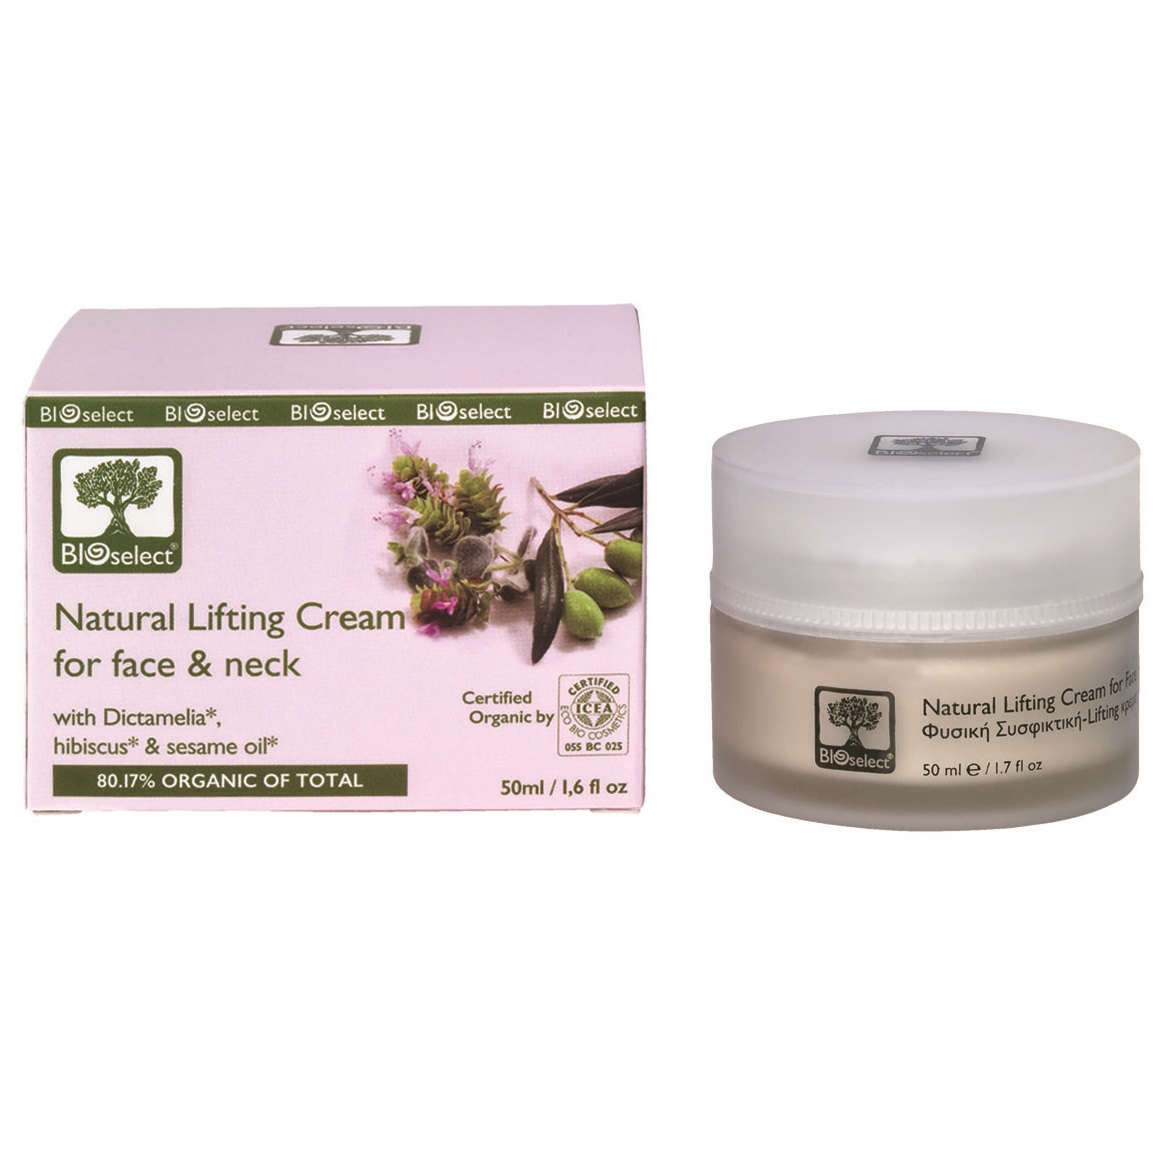 BIOselect
BIOselect BIOselect BIOselect BIOselect BIOselect
BIOselect®
Natural Lifting Cream
for face & neck
with Dictamelia*,
hibiscus* & sesame oil*
80.17% ORGANIC OF TOTAL
Certified
Organic by
CERTIFIED
ICEA
ECO BIO COSMETICS
055 BC 025
50ml / 1,6 fl oz
BIOselect
BIOselect®
Natural Lifting Cream for Face
Φυσική Συσφικτική-Lifting
50 ml e / 1.7 fl oz